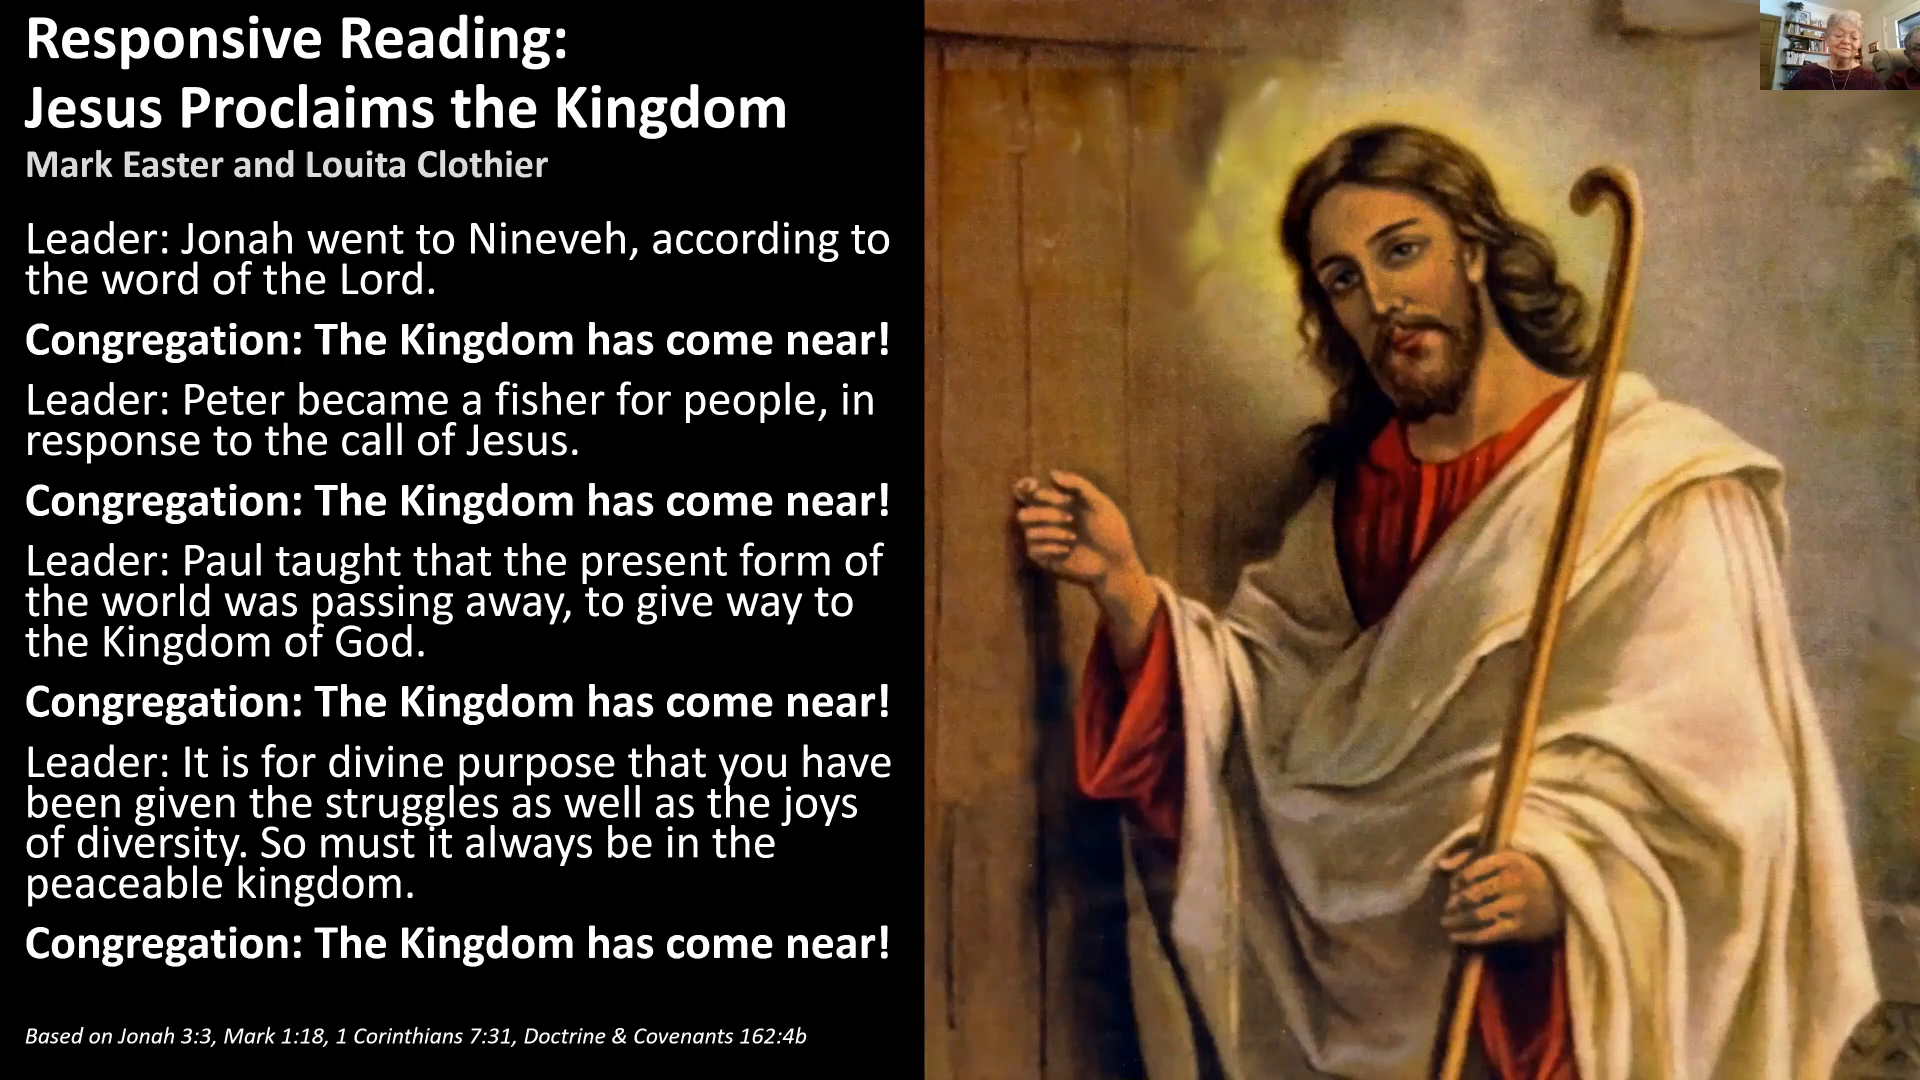 Responsive Reading:
Jesus Proclaims the Kingdom
Mark Easter and Louita Clothier
Leader: Jonah went to Nineveh, according to
the word of the Lord.
Congregation: The Kingdom has come near!
Leader: Peter became a fisher for people, in
response to the call of Jesus.
Congregation: The Kingdom has come near!
Leader: Paul taught that the present form of
the world was passing away, to give way to
the Kingdom of God.
Congregation: The Kingdom has come near!
Leader: It is for divine purpose that you have
been given the struggles as well as the joys
of diversity. So must it always be in the
peaceable kingdom.
Congregation: The Kingdom has come near!
Based on Jonah 3:3, Mark 1:18, 1 Corinthians 7:31, Doctrine & Covenants 162:4b